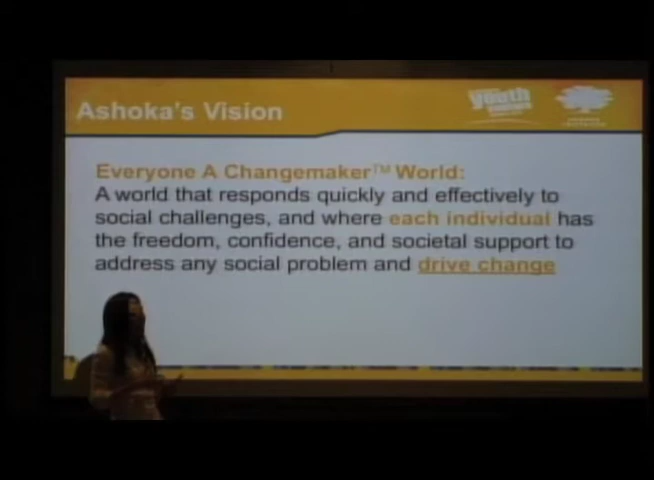 Ashoka's Vision
youth
Everyone A Changemaker™ World:
A world that responds quickly and effectively to
social challenges, and where each individual has
the freedom, confidence, and societal support to
address any social problem and drive change